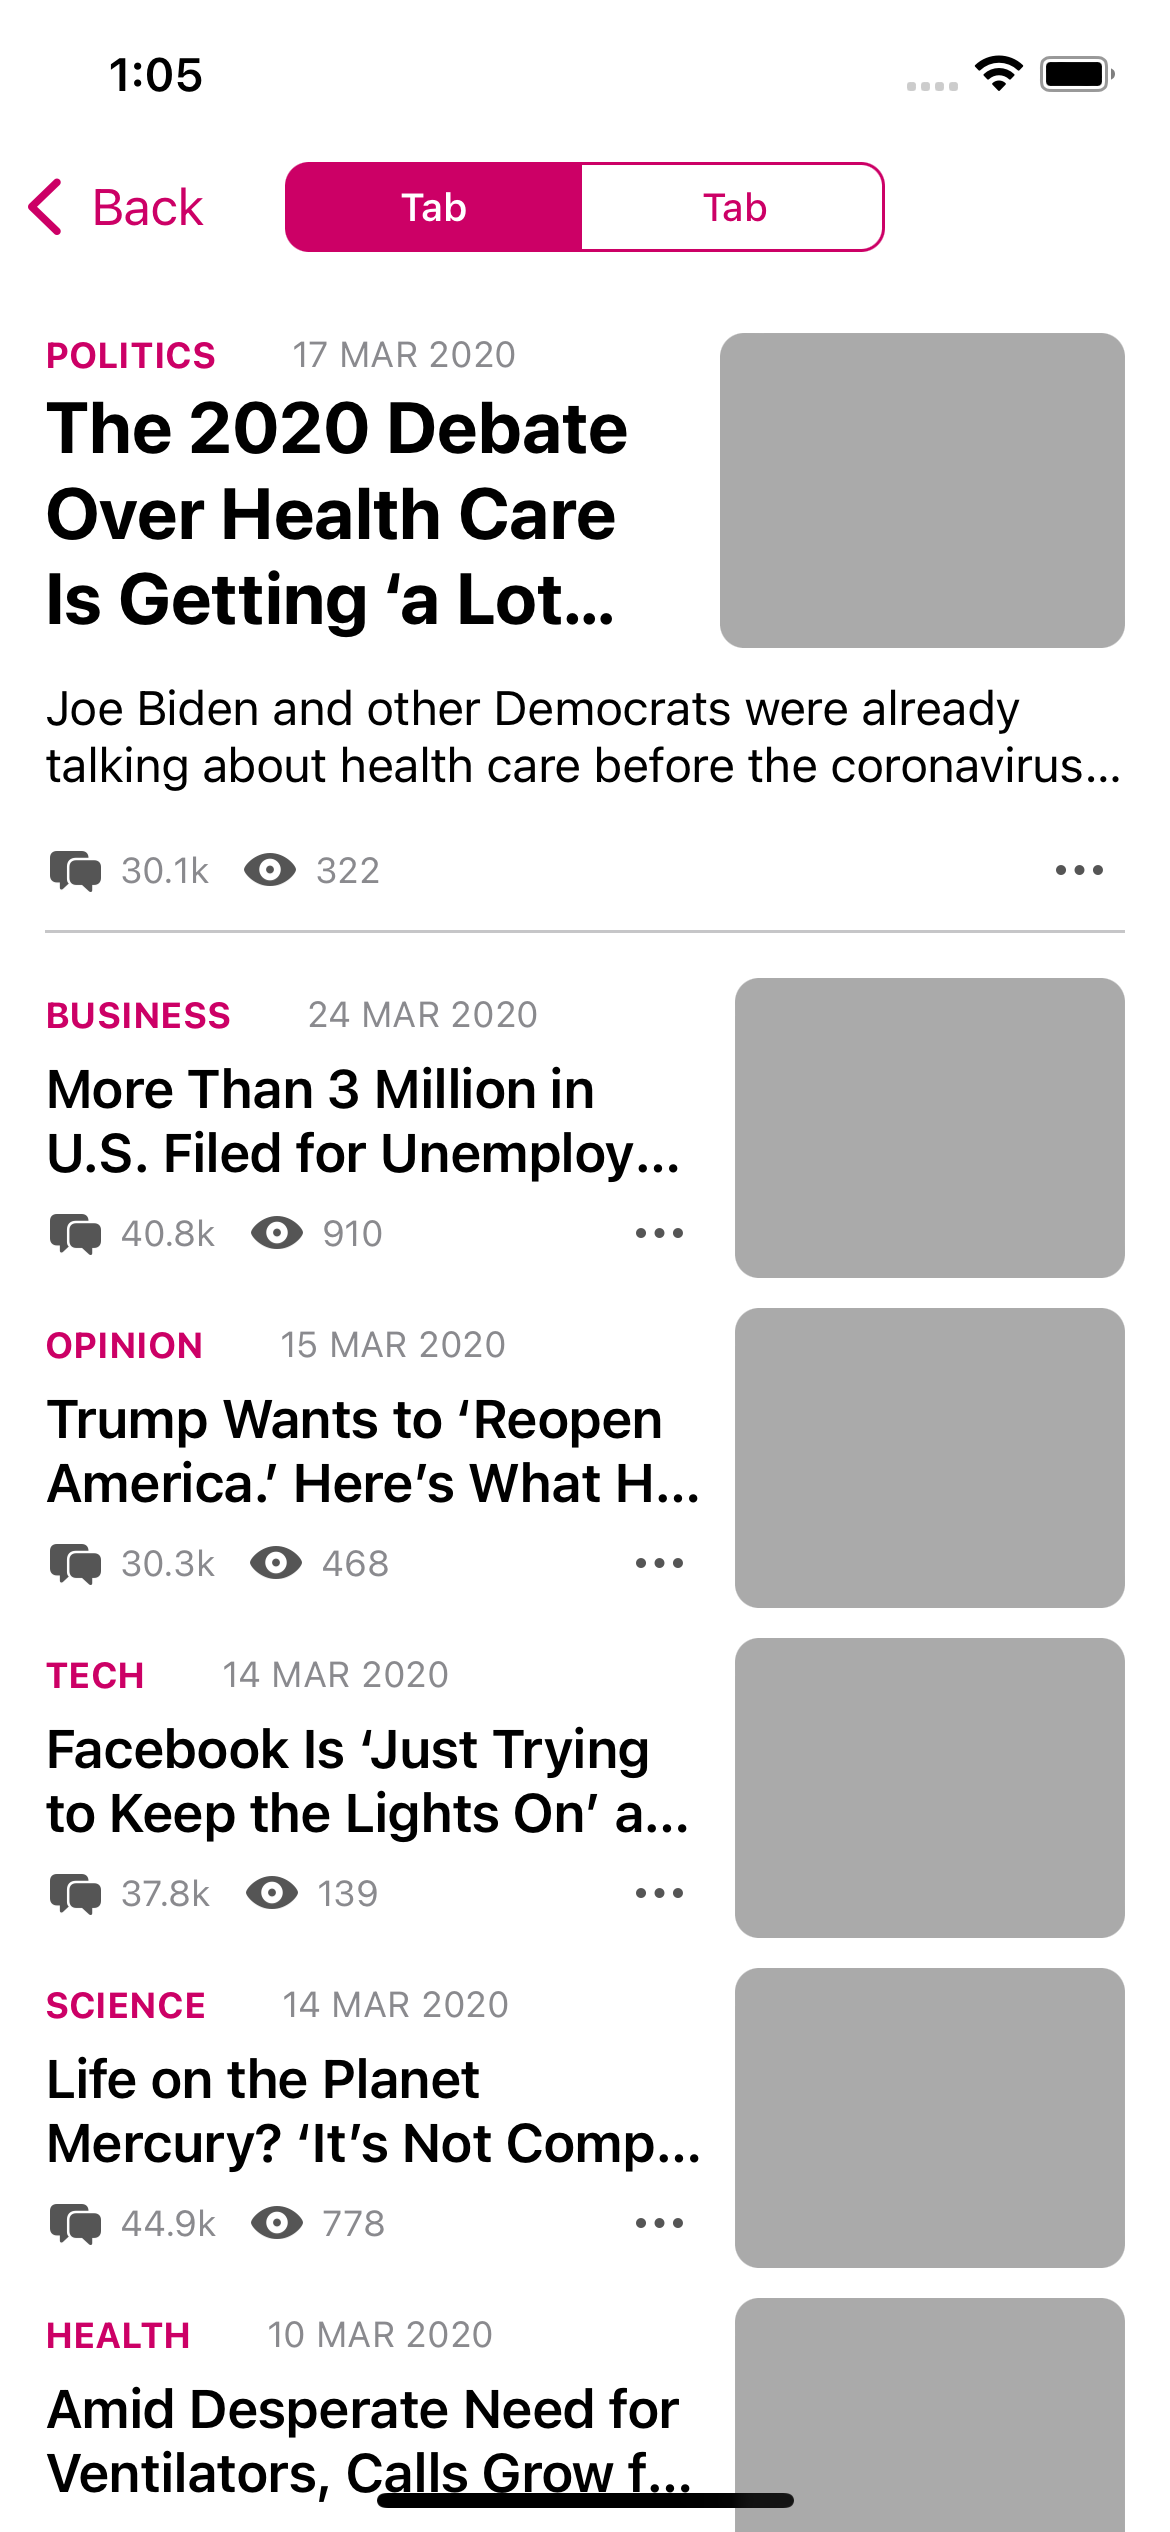 1:05
Back
Tab
Tab
POLITICS 17 MAR 2020
The 2020 Debate
Over Health Care
Is Getting ‘a Lot...
Joe Biden and other Democrats were already
talking about health care before the coronavirus...
30.1k 322
BUSINESS 24 MAR 2020
More Than 3 Million in
U.S. Filed for Unemploy...
40.8k 910
OPINION 15 MAR 2020
Trump Wants to ‘Reopen
America.’ Here’s What H...
30.3k 468
TECH 14 MAR 2020
Facebook Is ‘Just Trying
to Keep the Lights On’ a...
37.8k 139
SCIENCE 14 MAR 2020
Life on the Planet
Mercury? ‘It’s Not Comp...
44.9k 778
HEALTH 10 MAR 2020
Amid Desperate Need for
Ventilators, Calls Grow f...